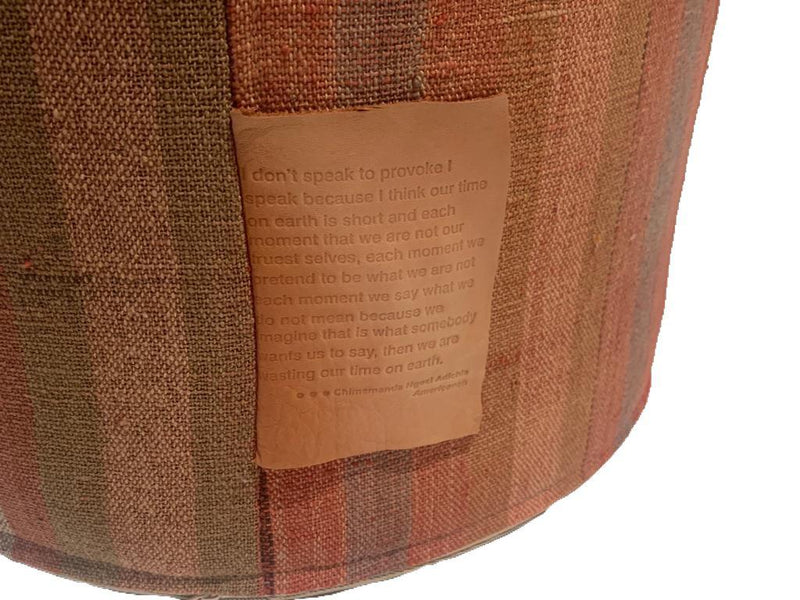 I don't speak to provoke I
speak because I think our time
on earth is short and each
moment that we are not our
truest selves, each moment we
pretend to be what we are not
each moment we say what we
do not mean because we
imagine that is what somebody
wants us to say, then we are
wasting our time on earth.
Chimamanda Ngozi Adichie
Americanah